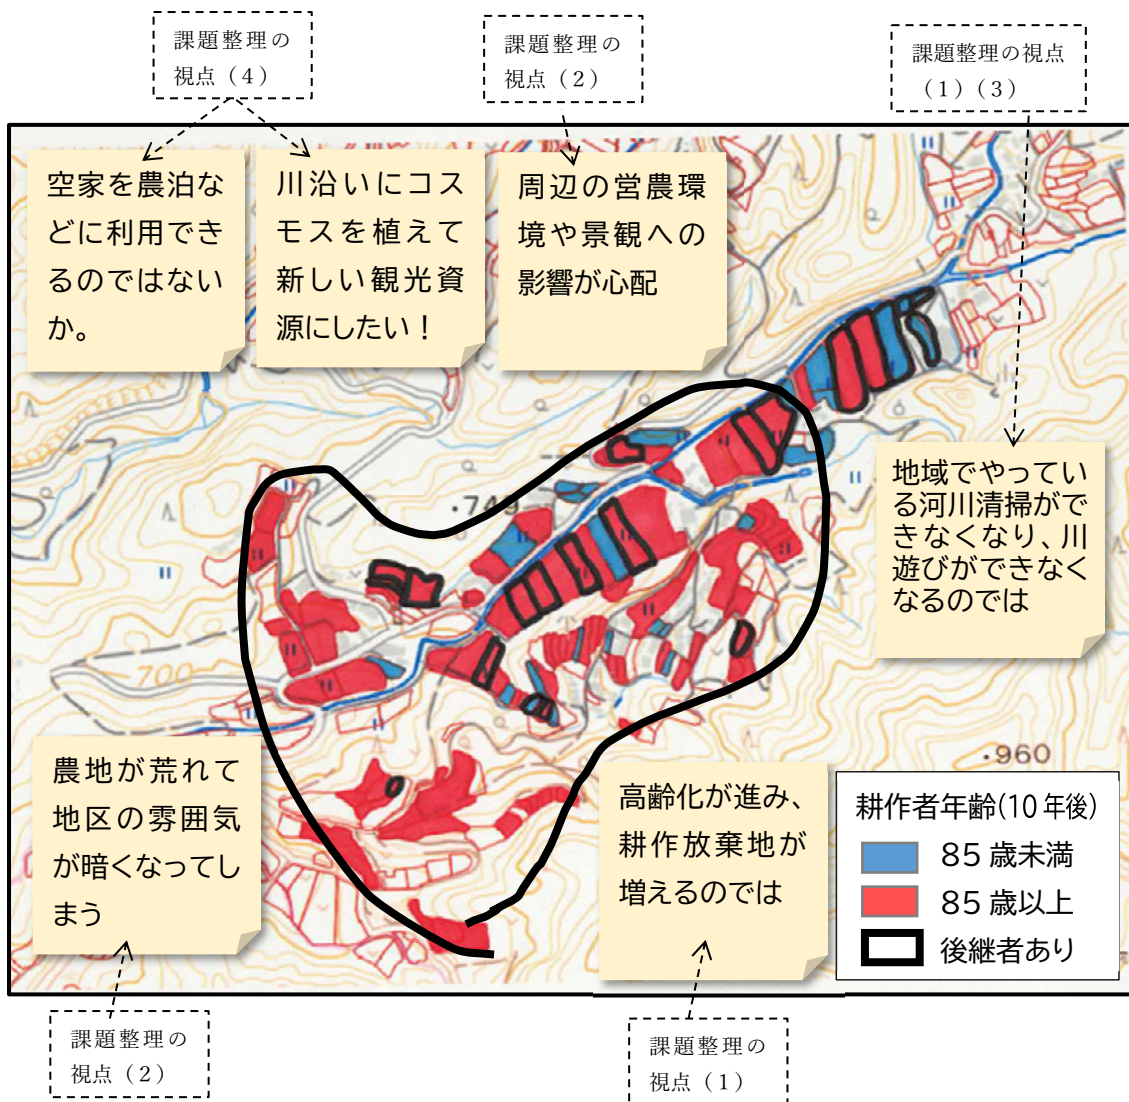 課題整理の
視点（4）
課題整理の
視点（2）
課題整理の視点
（1）（3）
空家を農泊な
どに利用でき
るのではない
か。
川沿いにコス
モスを植えて
新しい観光資
源にしたい！
周辺の営農環
境や景観への
影響が心配
地域でやってい
る河川清掃がで
きなくなり、川
遊びができなく
なるのでは
・749
700
・960
農地が荒れて
地区の雰囲気
が暗くなってし
まう
高齢化が進み、
耕作放棄地が
増えるのでは
耕作者年齢(10年後)
85歳未満
85歳以上
後継者あり
課題整理の
視点（2）
課題整理の
視点（1）